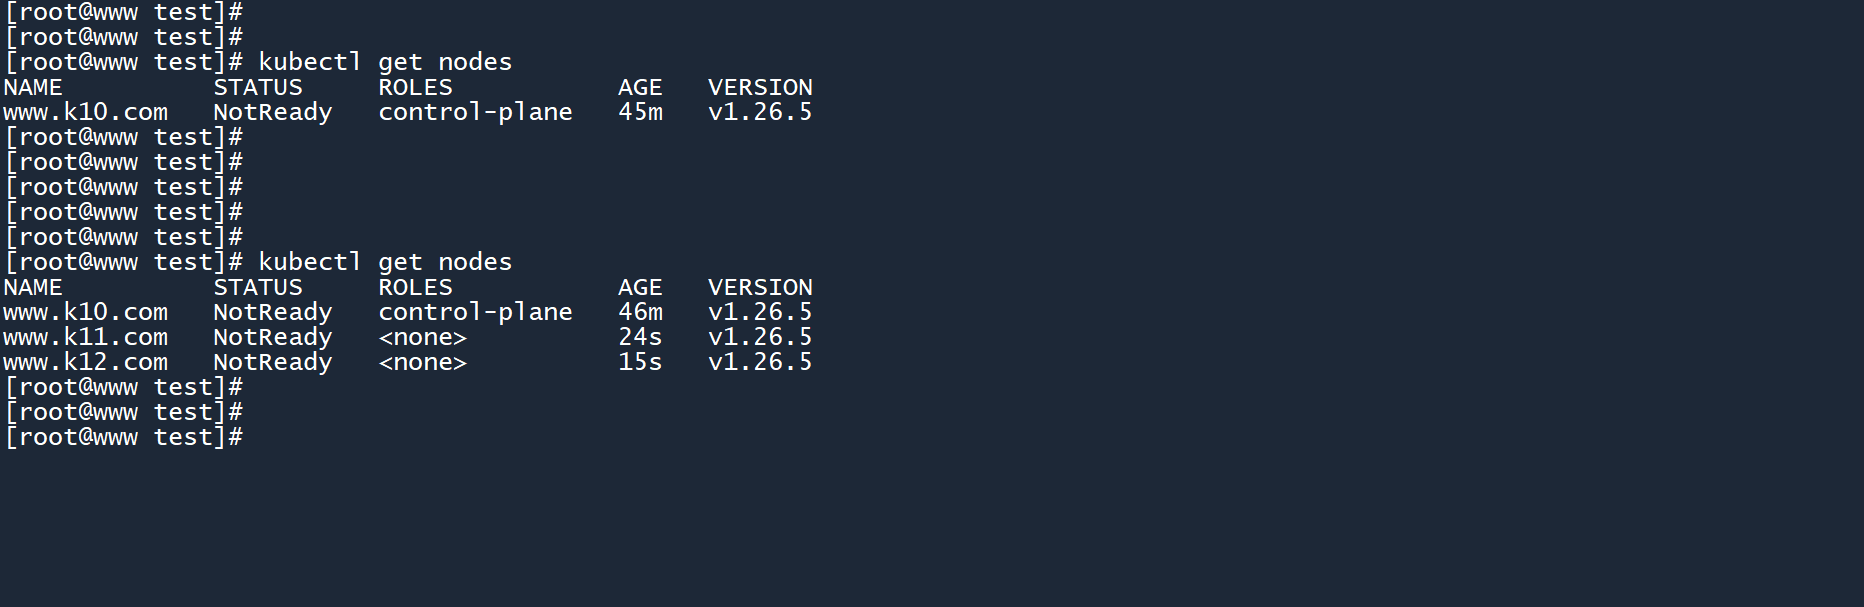 [root@www test]#
[root@www test]#
[root@www test]# kubectl get nodes
NAME          STATUS     ROLES           AGE   VERSION
www.k10.com   NotReady   control-plane   45m   v1.26.5
[root@www test]#
[root@www test]#
[root@www test]#
[root@www test]#
[root@www test]#
[root@www test]# kubectl get nodes
NAME          STATUS     ROLES           AGE   VERSION
www.k10.com   NotReady   control-plane   46m   v1.26.5
www.k11.com   NotReady   <none>          24s   v1.26.5
www.k12.com   NotReady   <none>          15s   v1.26.5
[root@www test]#
[root@www test]#
[root@www test]#